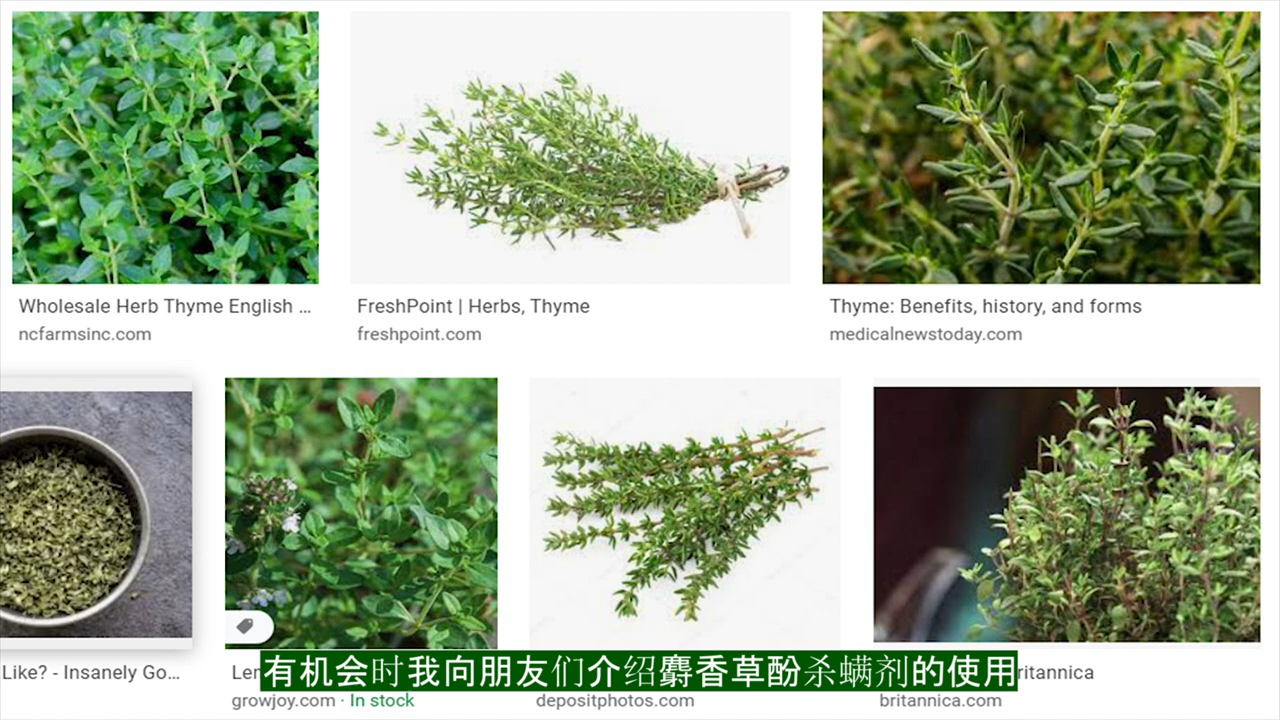 Wholesale Herb Thyme English ...
ncfarmsinc.com
FreshPoint | Herbs, Thyme
freshpoint.com
Thyme: Benefits, history, and forms
medicalnewstoday.com
Like? - Insanely Go...
growjoy.com · In stock
depositphotos.com
ritannica
britannica.com
有机会时我向朋友们介绍麝香草酚杀螨剂的使用